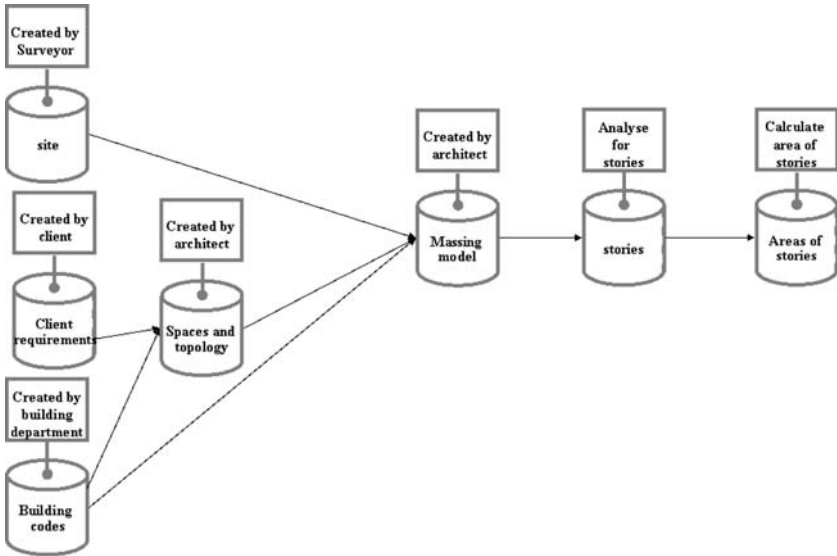 Created by
Surveyor
site
Created by
client
Client
requirements
Created by
building
department
Building
codes
Created by
architect
Spaces and
topology
Created by
architect
Massing
model
Analyse
for
stories
stories
Calculate
area of
stories
Areas of
stories